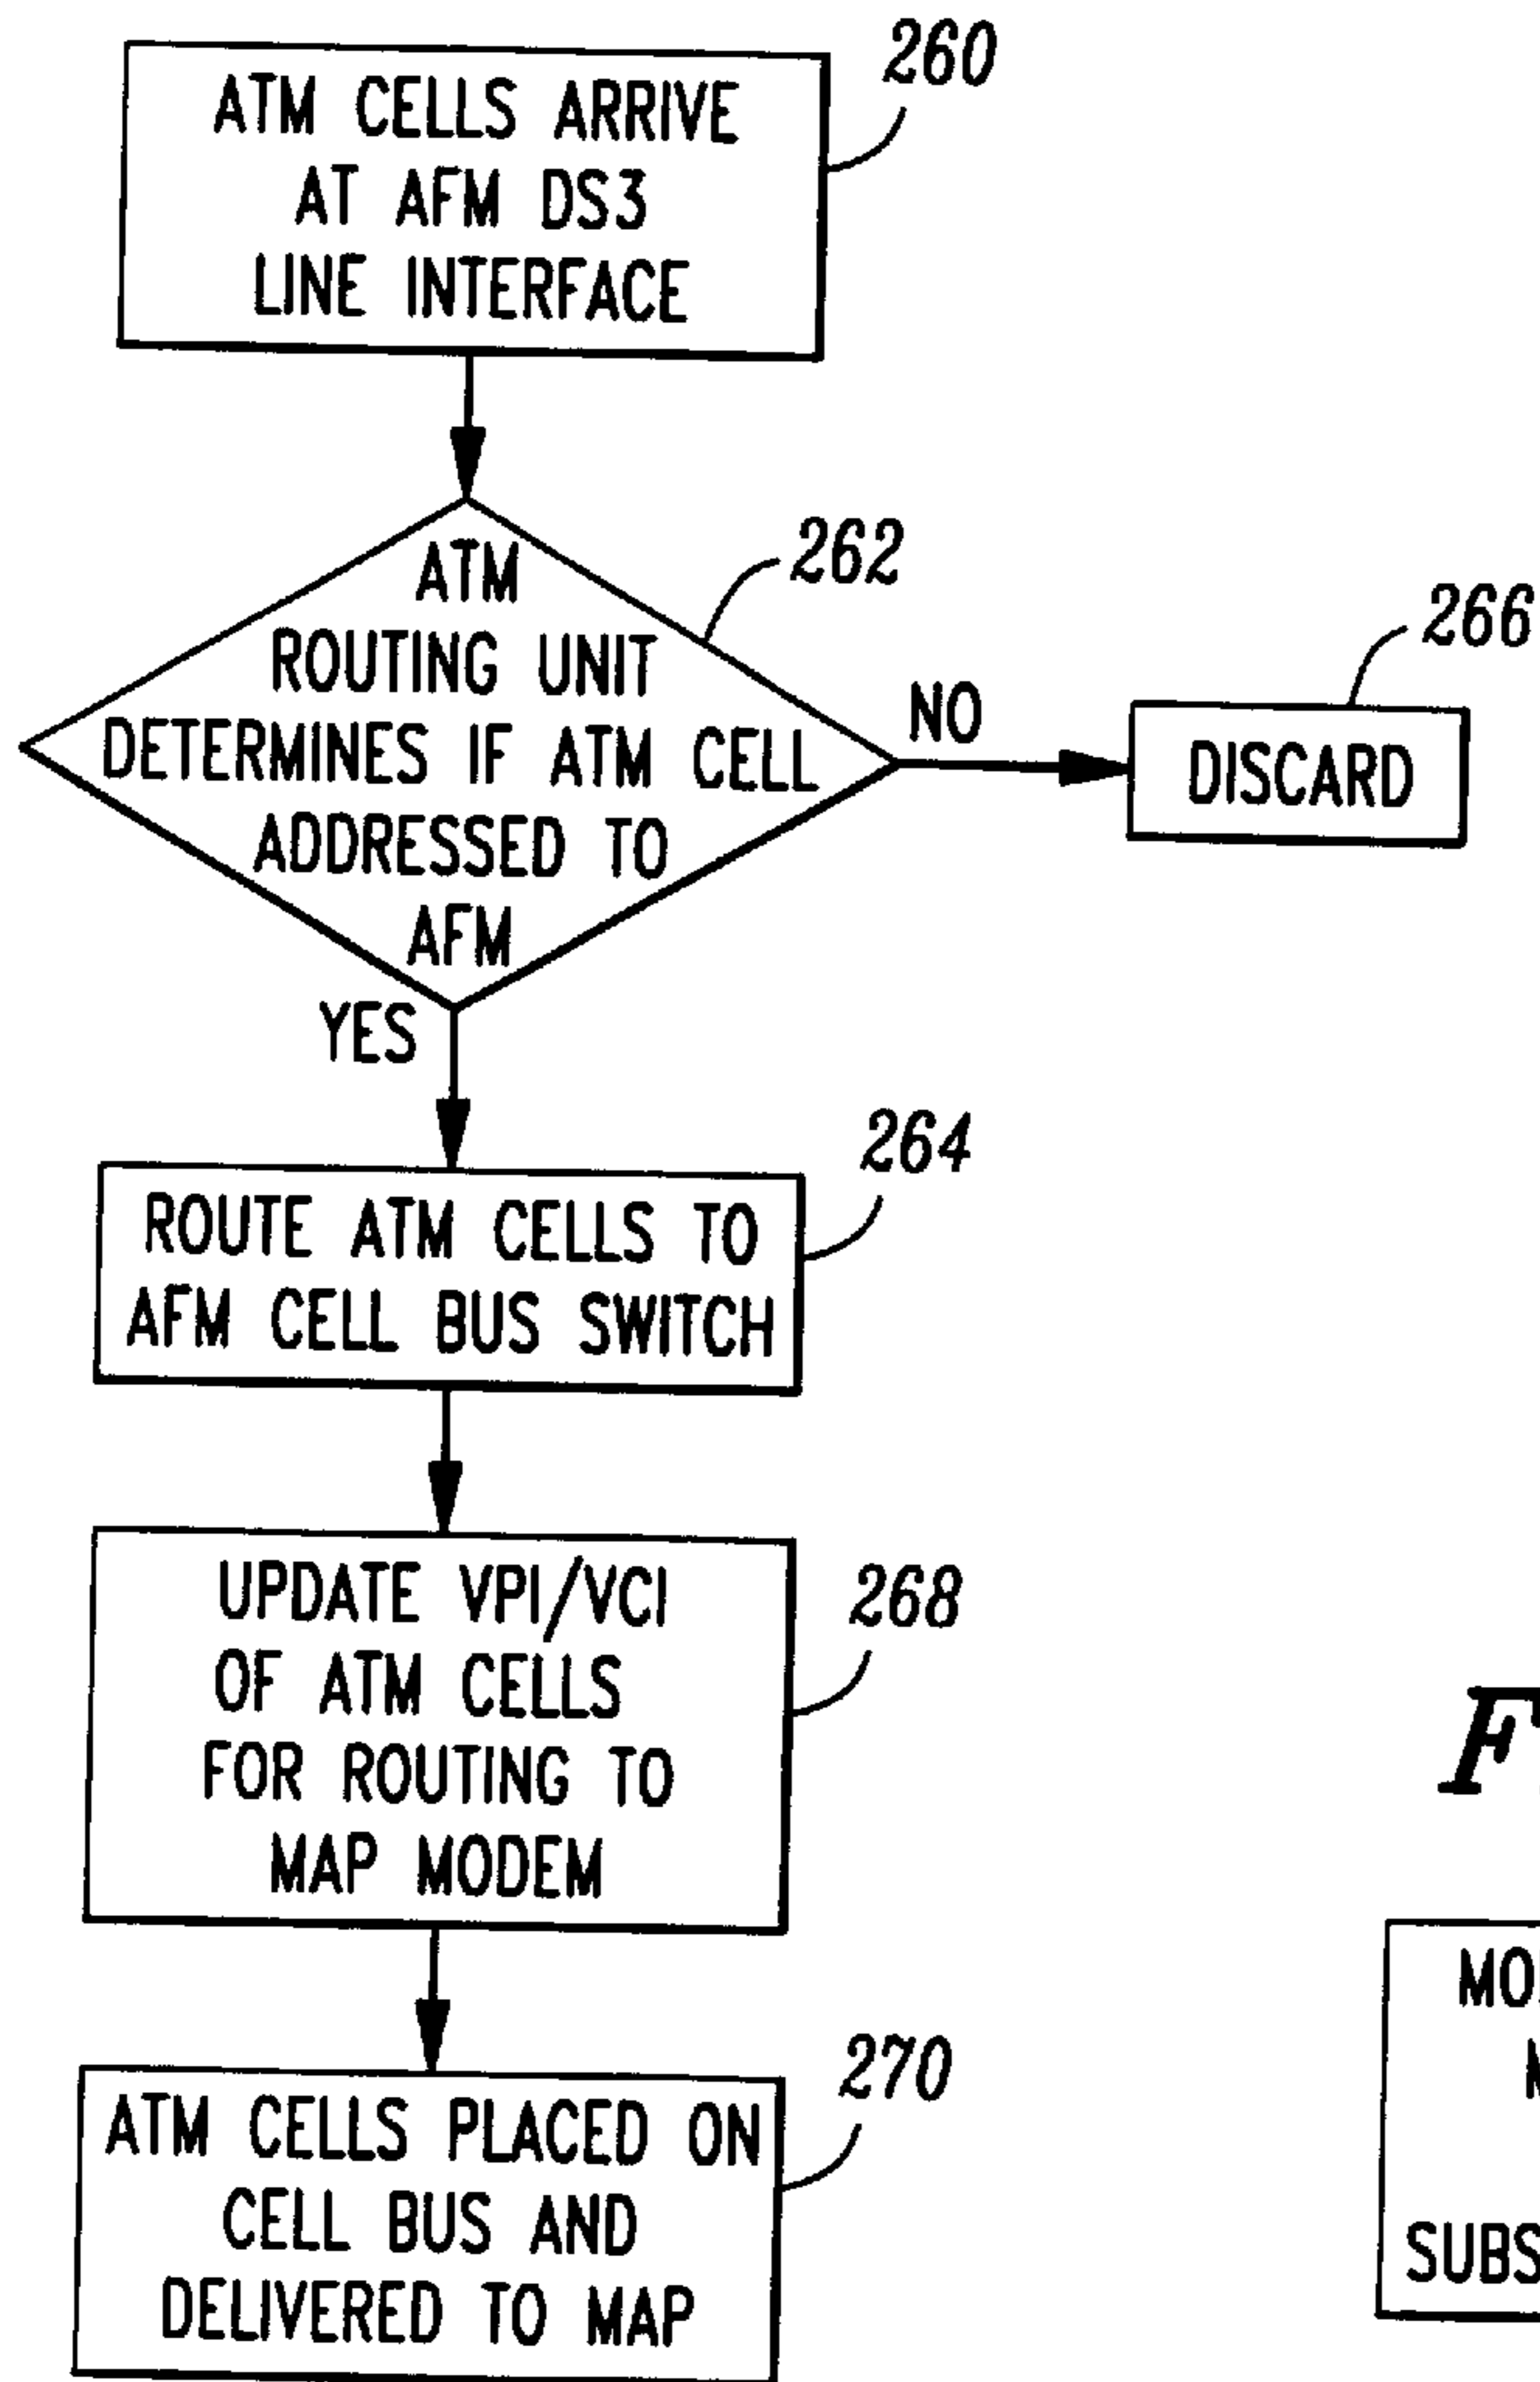 260
ATM CELLS ARRIVE
AT AFM DS3
LINE INTERFACE
262
ATM
ROUTING UNIT
DETERMINES IF ATM CELL
ADDRESSED TO
AFM
NO
266
DISCARD
YES
264
ROUTE ATM CELLS TO
AFM CELL BUS SWITCH
268
UPDATE VPI/VCI
OF ATM CELLS
FOR ROUTING TO
MAP MODEM
270
ATM CELLS PLACED ON
CELL BUS AND
DELIVERED TO MAP